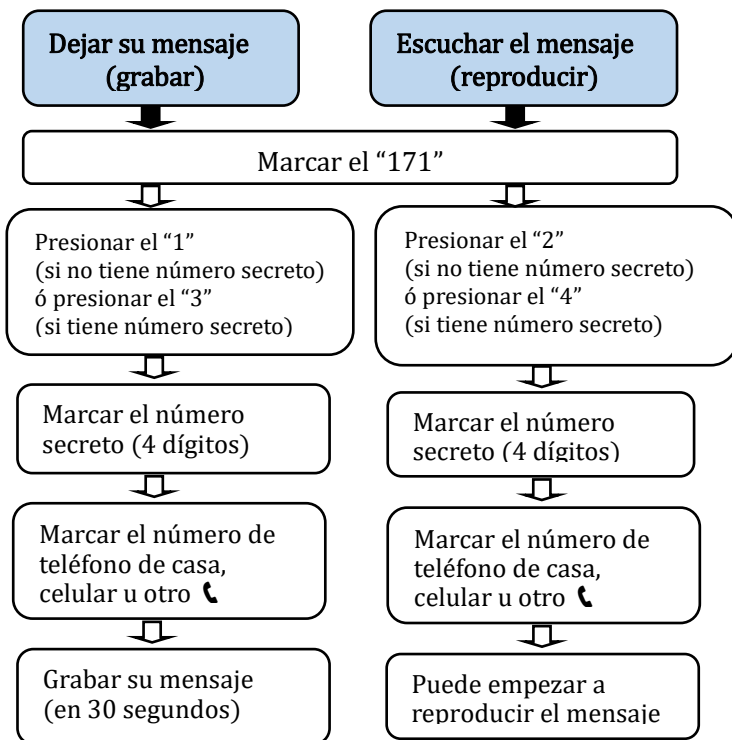 Dejar su mensaje
(grabar)
Escuchar el mensaje
(reproducir)
Marcar el “171”
Presionar el “1”
(si no tiene número secreto)
ó presionar el “3”
(si tiene número secreto)
Presionar el “2”
(si no tiene número secreto)
ó presionar el “4”
(si tiene número secreto)
Marcar el número
secreto (4 dígitos)
Marcar el número
secreto (4 dígitos)
Marcar el número de
teléfono de casa,
celular u otro
Marcar el número de
teléfono de casa,
celular u otro
Grabar su mensaje
(en 30 segundos)
Puede empezar a
reproducir el mensaje